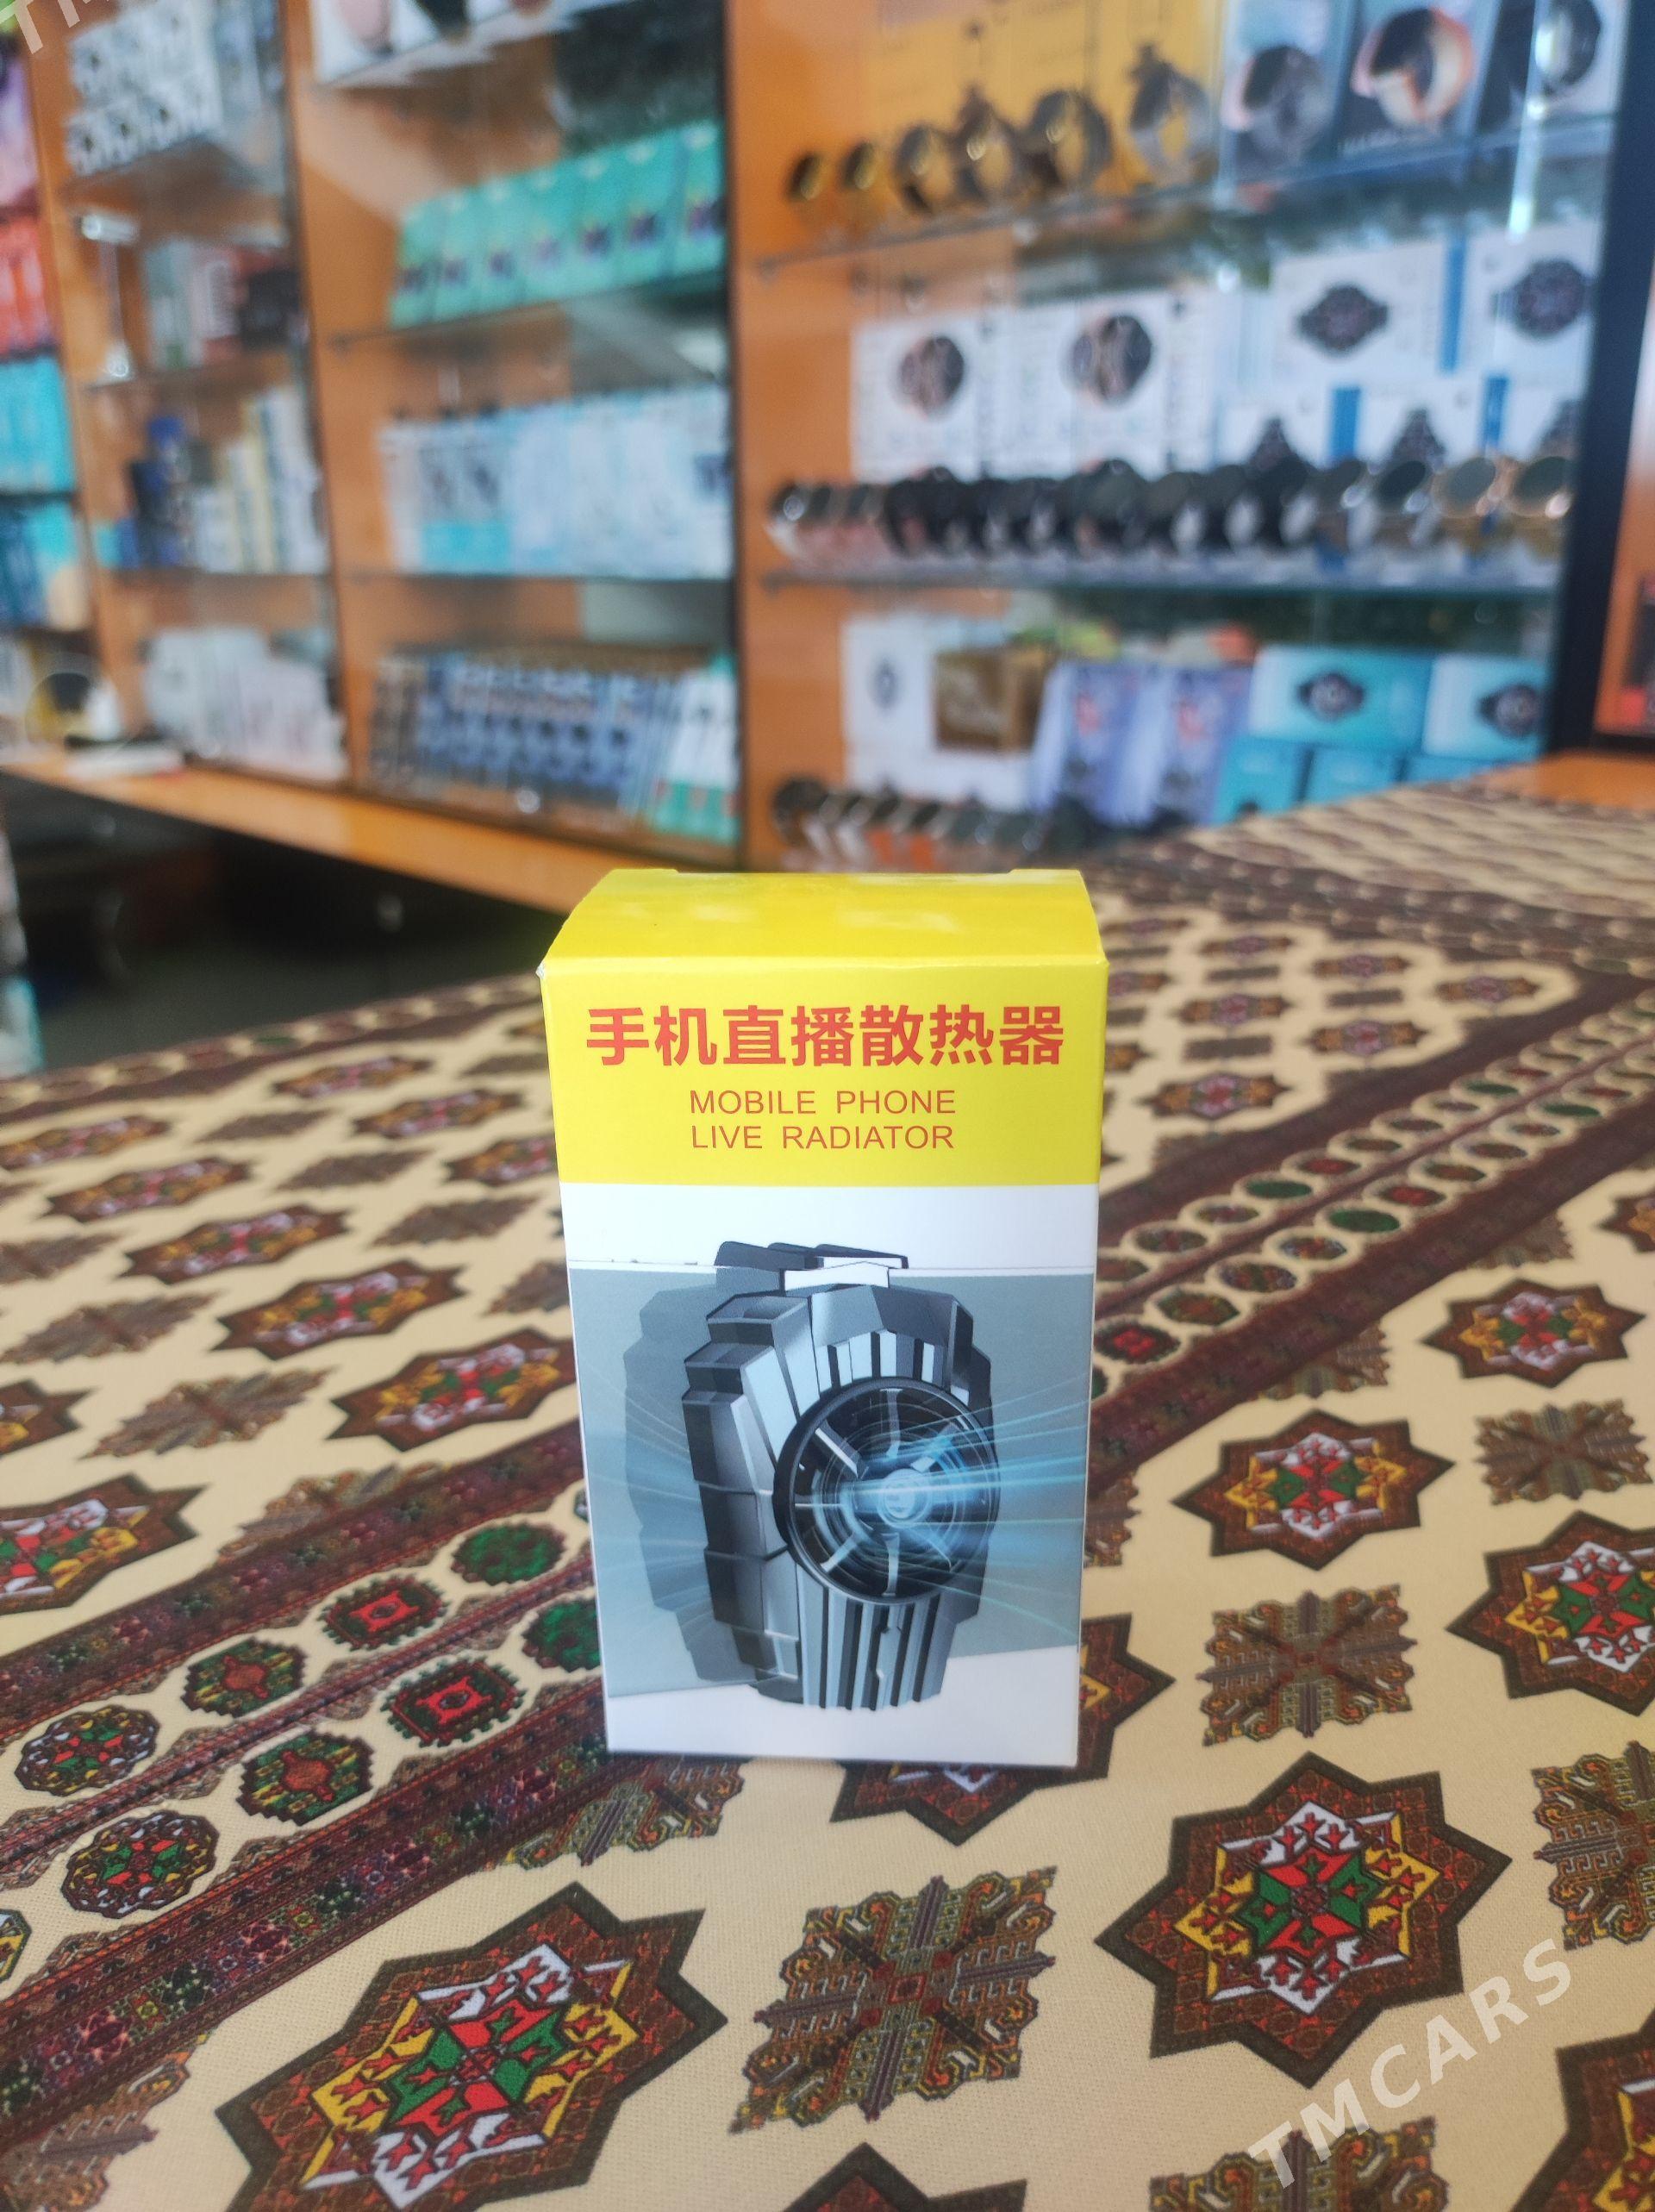 手机直播散热器
MOBILE PHONE
LIVE RADIATOR
TMCARS